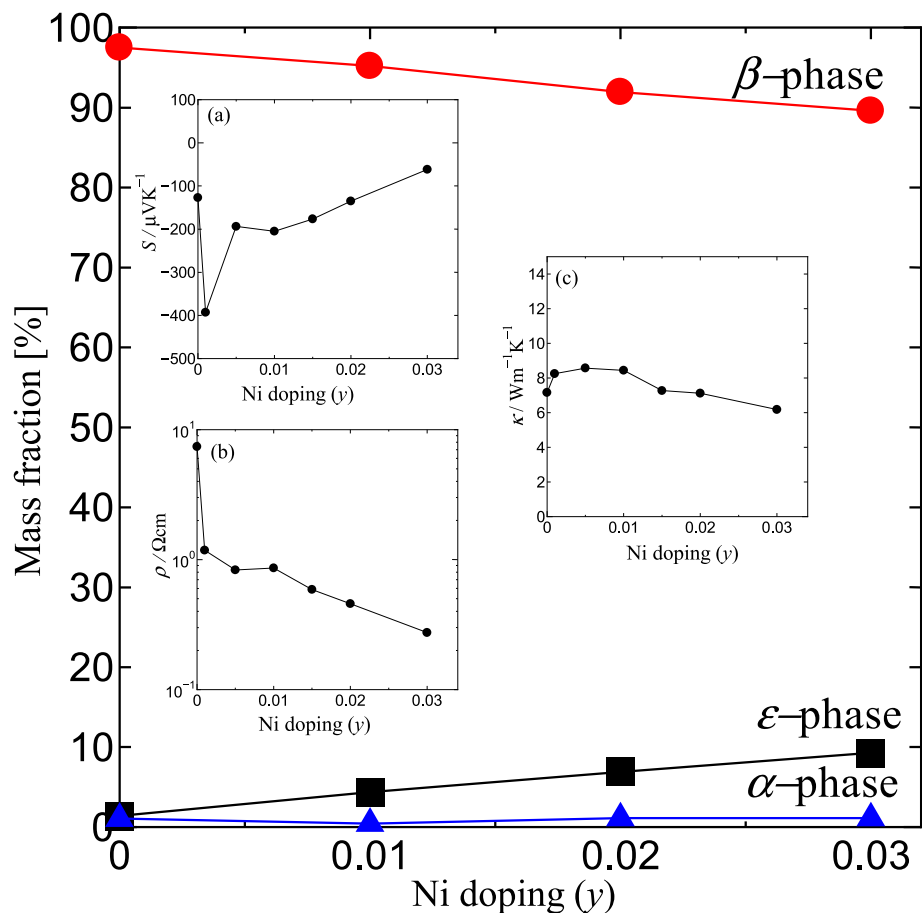 Mass fraction [%]
100
90
80
70
60
50
40
30
20
10
0
0 0.01 0.02 0.03
Ni doping (y)
β–phase
ε–phase
α–phase
(a)
S / μVK⁻¹
100
0
−100
−200
−300
−400
−500
0 0.01 0.02 0.03
Ni doping (y)
(b)
ρ / Ωcm
10¹
10⁰
10⁻¹
0 0.01 0.02 0.03
Ni doping (y)
(c)
κ / Wm⁻¹K⁻¹
14
12
10
8
6
4
2
0
0 0.01 0.02 0.03
Ni doping (y)